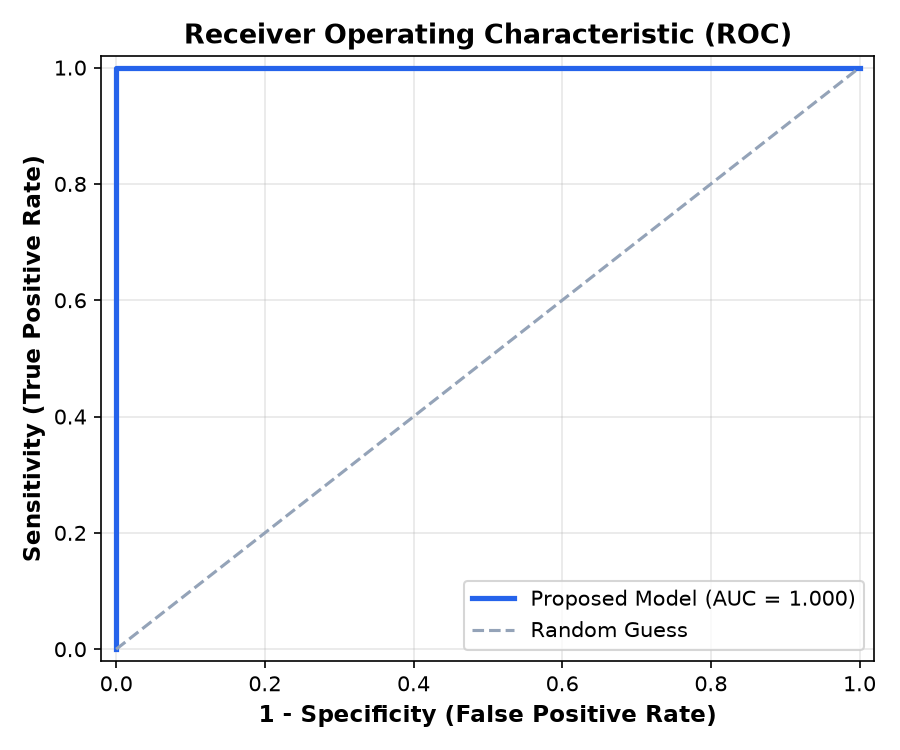 Receiver Operating Characteristic (ROC)
Sensitivity (True Positive Rate)
1.0
0.8
0.6
0.4
0.2
0.0
Proposed Model (AUC = 1.000)
Random Guess
0.0 0.2 0.4 0.6 0.8 1.0
1 - Specificity (False Positive Rate)